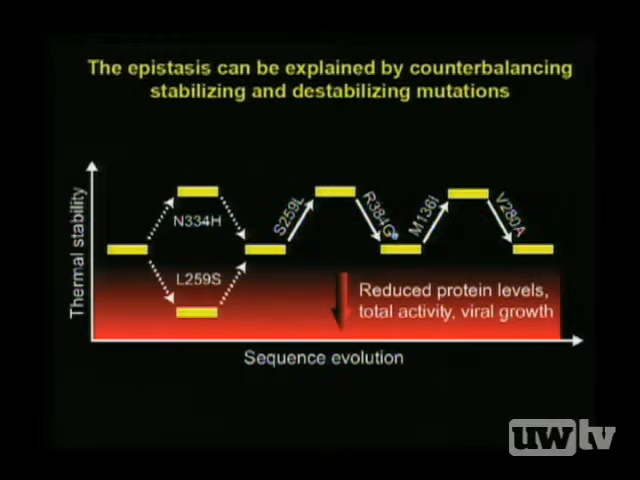 The epistasis can be explained by counterbalancing
stabilizing and destabilizing mutations
Thermal stability
N334H
L259S
S259L
R384G
M136I
V280A
Reduced protein levels,
total activity, viral growth
Sequence evolution
uwtv